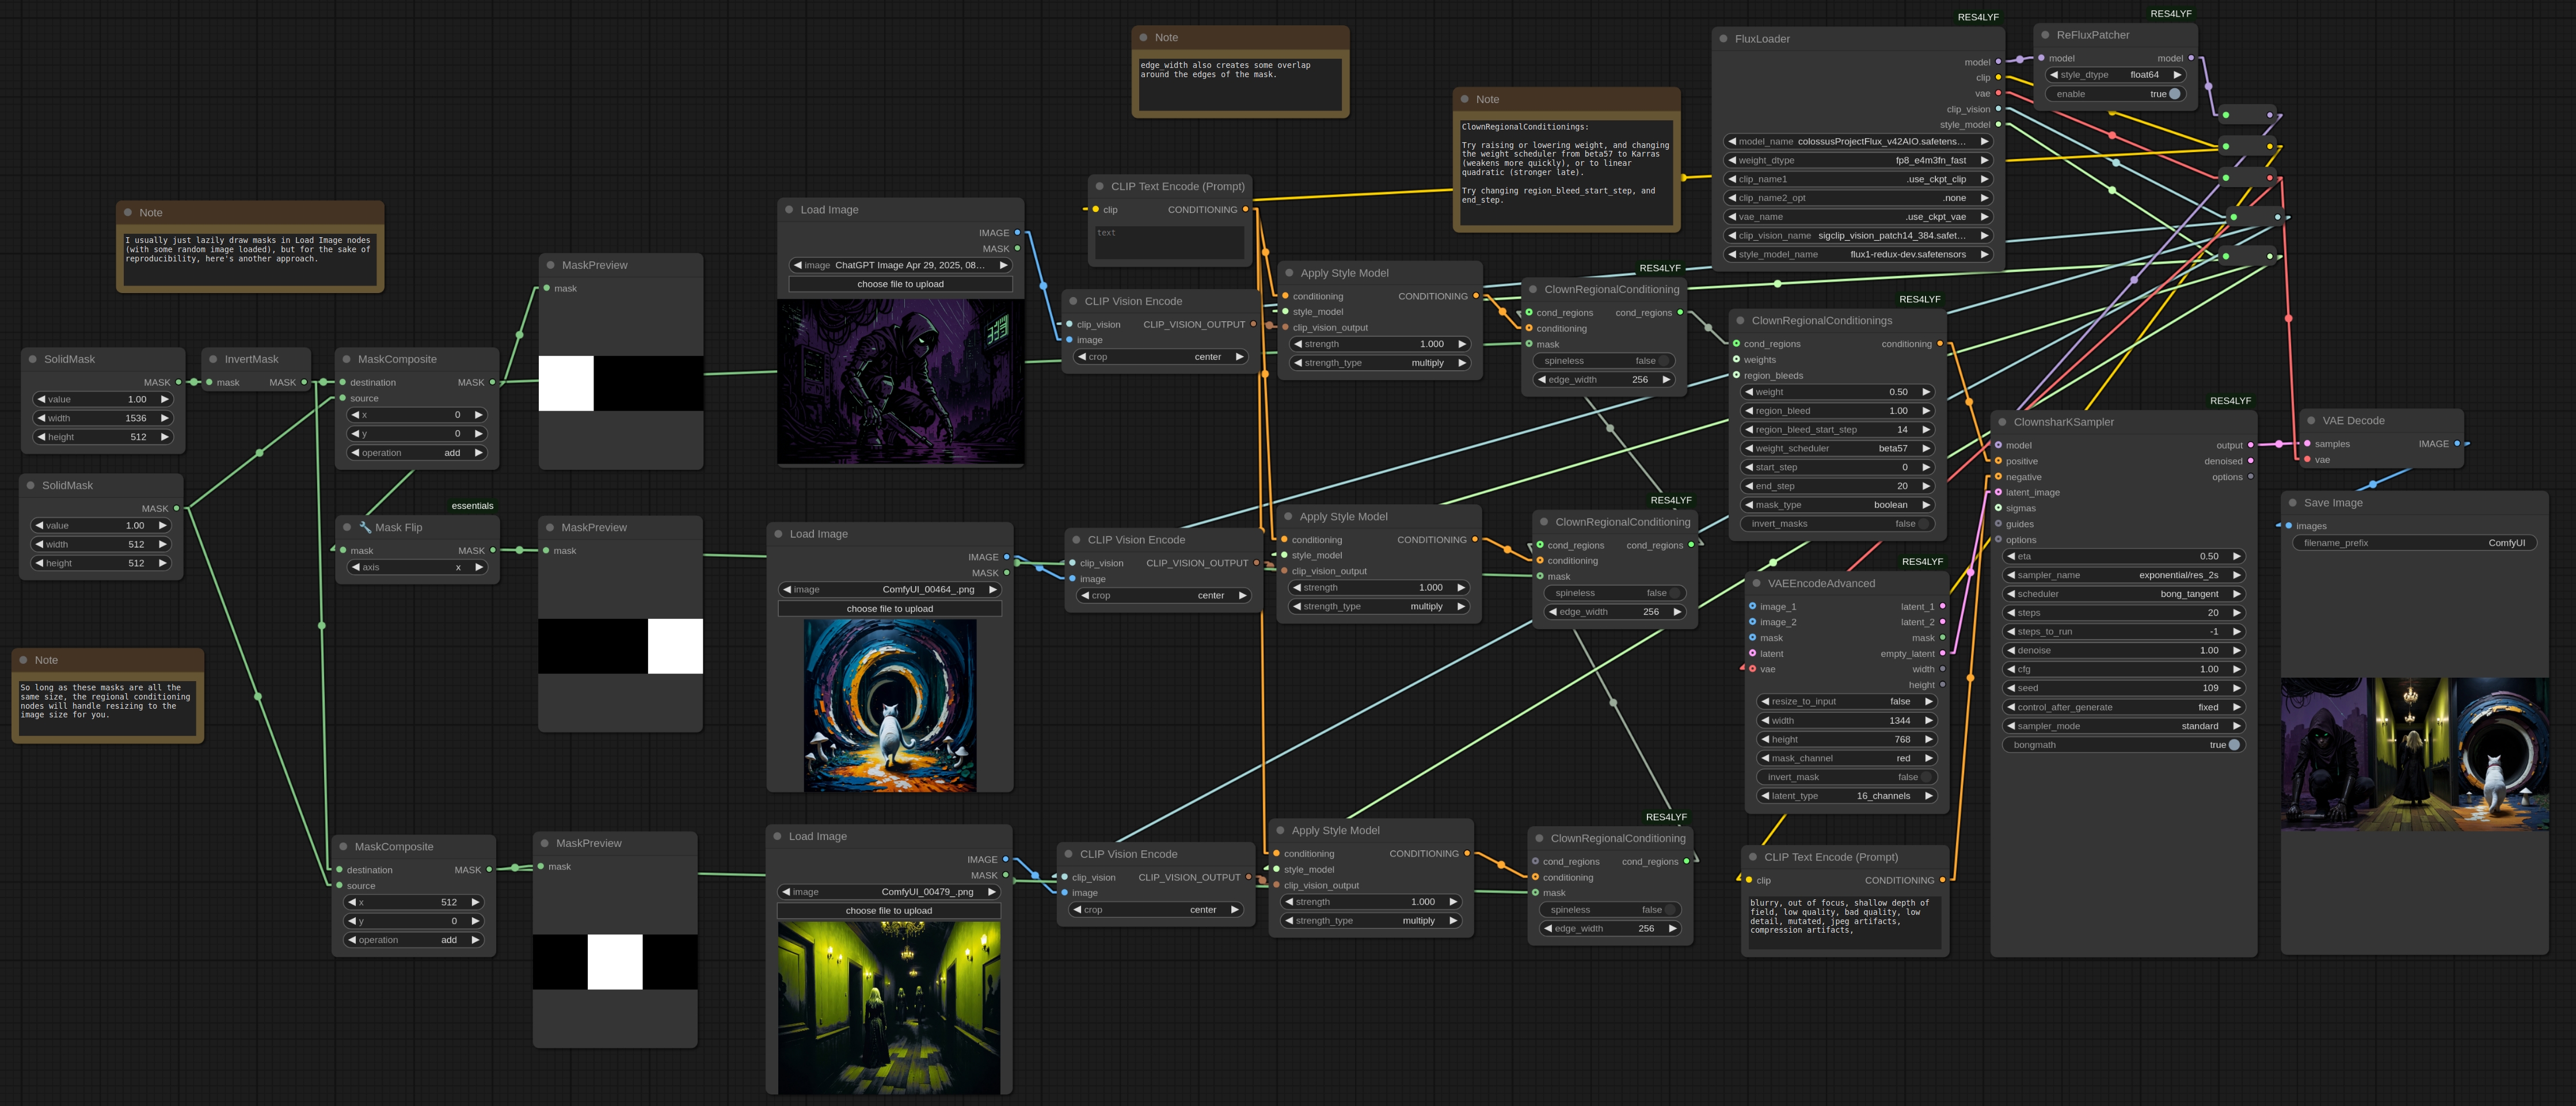 Note
edge_width also creates some overlap
around the edges of the mask.
Note
ClownRegionalConditionings:
Try raising or lowering weight, and changing
the weight scheduler from beta57 to Karras
(weakens more quickly), or to linear
quadratic (stronger late).
Try changing region_bleed_start_step, and
end_step.
RES4LYF
FluxLoader
model
clip
vae
clip_vision
style_model
model_name colossusProjectFlux_v42AIO.safetens…
weight_dtype fp8_e4m3fn_fast
clip_name1 .use_ckpt_clip
clip_name2_opt .none
vae_name .use_ckpt_vae
clip_vision_name sigclip_vision_patch14_384.safet…
style_model_name flux1-redux-dev.safetensors
RES4LYF
ReFluxPatcher
model model
style_dtype float64
enable true
Note
I usually just lazily draw masks in Load Image nodes
(with some random image loaded), but for the sake of
reproducibility, here's another approach.
SolidMask
MASK
value 1.00
width 1536
height 512
InvertMask
mask MASK
MaskComposite
destination MASK
source
x 0
y 0
operation add
MaskPreview
mask
SolidMask
MASK
value 1.00
width 512
height 512
essentials
Mask Flip
mask MASK
axis x
MaskPreview
mask
Note
So long as these masks are all the
same size, the regional conditioning
nodes will handle resizing to the
image size for you.
MaskComposite
destination MASK
source
x 512
y 0
operation add
MaskPreview
mask
Load Image
IMAGE
MASK
image ChatGPT Image Apr 29, 2025, 08…
choose file to upload
Load Image
IMAGE
MASK
image ComfyUI_00464_.png
choose file to upload
Load Image
IMAGE
MASK
image ComfyUI_00479_.png
choose file to upload
CLIP Text Encode (Prompt)
clip CONDITIONING
text
CLIP Vision Encode
clip_vision CLIP_VISION_OUTPUT
image
crop center
Apply Style Model
conditioning CONDITIONING
style_model
clip_vision_output
strength 1.000
strength_type multiply
RES4LYF
ClownRegionalConditioning
cond_regions cond_regions
conditioning
mask
spineless false
edge_width 256
CLIP Vision Encode
clip_vision CLIP_VISION_OUTPUT
image
crop center
Apply Style Model
conditioning CONDITIONING
style_model
clip_vision_output
strength 1.000
strength_type multiply
RES4LYF
ClownRegionalConditioning
cond_regions cond_regions
conditioning
mask
spineless false
edge_width 256
CLIP Vision Encode
clip_vision CLIP_VISION_OUTPUT
image
crop center
Apply Style Model
conditioning CONDITIONING
style_model
clip_vision_output
strength 1.000
strength_type multiply
RES4LYF
ClownRegionalConditioning
cond_regions cond_regions
conditioning
mask
spineless false
edge_width 256
RES4LYF
ClownRegionalConditionings
cond_regions conditioning
weights
region_bleeds
weight 0.50
region_bleed 1.00
region_bleed_start_step 14
weight_scheduler beta57
start_step 0
end_step 20
mask_type boolean
invert_masks false
RES4LYF
VAEEncodeAdvanced
image_1 latent_1
image_2 latent_2
mask mask
latent empty_latent
vae width
height
resize_to_input false
width 1344
height 768
mask_channel red
invert_mask false
latent_type 16_channels
CLIP Text Encode (Prompt)
clip CONDITIONING
blurry, out of focus, shallow depth of
field, low quality, bad quality, low
detail, mutated, jpeg artifacts,
compression artifacts,
RES4LYF
ClownsharKSampler
model output
positive denoised
negative options
latent_image
sigmas
guides
options
eta 0.50
sampler_name exponential/res_2s
scheduler bong_tangent
steps 20
steps_to_run -1
denoise 1.00
cfg 1.00
seed 109
control_after_generate fixed
sampler_mode standard
bongmath true
VAE Decode
samples IMAGE
vae
Save Image
images
filename_prefix ComfyUI